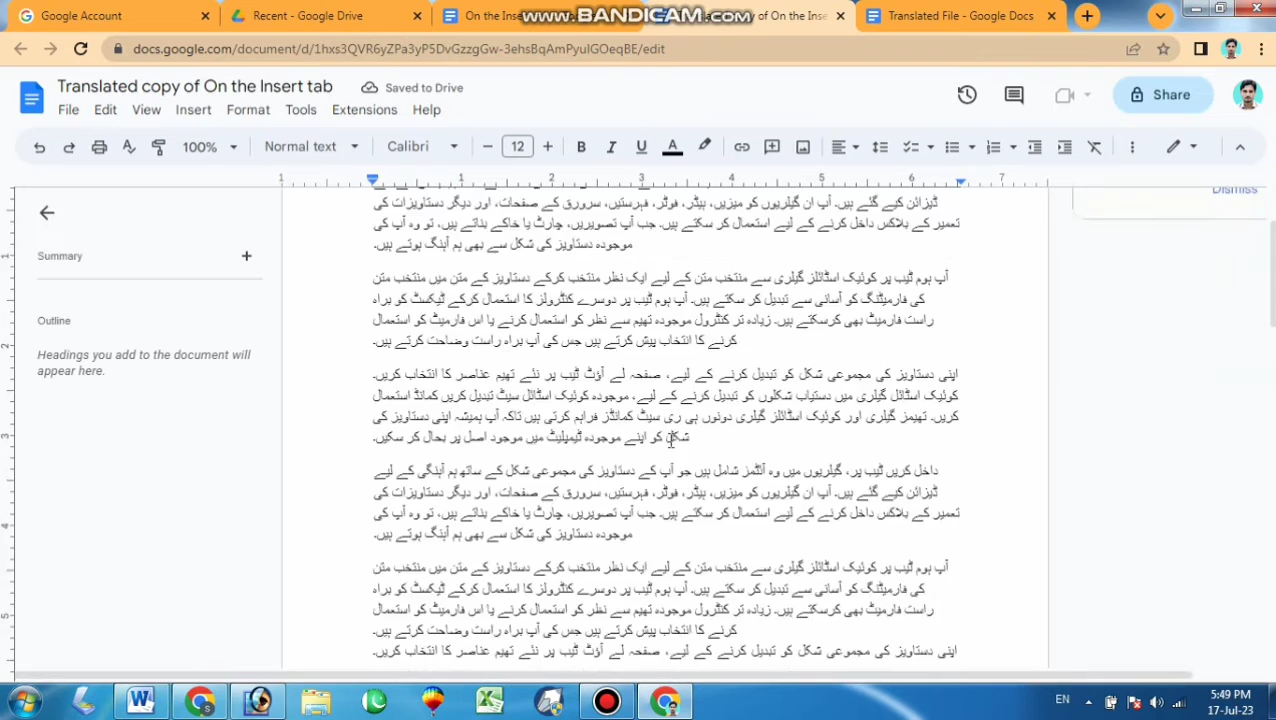 Google Account
Recent - Google Drive
On the Inse
www.BANDICAM.com
y of On the Inse
Translated File - Google Docs
docs.google.com/document/d/1hxs3QVR6yZPa3yP5DvGzzgGw-3ehsBqAmPyulGOeqBE/edit
Translated copy of On the Insert tab
Saved to Drive
File Edit View Insert Format Tools Extensions Help
Share
100%
Normal text
Calibri
12
Dismiss
Summary
Outline
Headings you add to the document will
appear here.
ڈیزائن کیے گئے ہیں۔ آپ ان گیلریوں کو میزیں، ہیڈر، فوٹر، فہرستیں، سرورق کے صفحات، اور دیگر دستاویزات کی
تعمیر کے بلاکس داخل کرنے کے لیے استعمال کر سکتے ہیں۔ جب آپ تصویریں، چارٹ یا خاکے بناتے ہیں، تو وہ آپ کی
موجودہ دستاویز کی شکل سے بھی ہم آہنگ ہوتے ہیں۔
آپ ہوم ٹیب پر کوئیک اسٹائلز گیلری سے منتخب متن کے لیے ایک نظر منتخب کرکے دستاویز کے متن میں منتخب متن
کی فارمیٹنگ کو آسانی سے تبدیل کر سکتے ہیں۔ آپ ہوم ٹیب پر دوسرے کنٹرولز کا استعمال کرکے ٹیکسٹ کو براہ
راست فارمیٹ بھی کرسکتے ہیں۔ زیادہ تر کنٹرول موجودہ تھیم سے نظر کو استعمال کرنے یا اس فارمیٹ کو استعمال
کرنے کا انتخاب پیش کرتے ہیں جس کی آپ براہ راست وضاحت کرتے ہیں۔
اپنی دستاویز کی مجموعی شکل کو تبدیل کرنے کے لیے، صفحہ لے آؤٹ ٹیب پر نئے تھیم عناصر کا انتخاب کریں۔
کوئیک اسٹائل گیلری میں دستیاب شکلوں کو تبدیل کرنے کے لیے، موجودہ کوئیک اسٹائل سیٹ تبدیل کریں کمانڈ استعمال
کریں۔ تھیمز گیلری اور کوئیک اسٹائلز گیلری دونوں ہی ری سیٹ کمانڈز فراہم کرتی ہیں تاکہ آپ ہمیشہ اپنی دستاویز کی
شکل کو اپنے موجودہ ٹیمپلیٹ میں موجود اصل پر بحال کر سکیں۔
داخل کریں ٹیب پر، گیلریوں میں وہ آئٹمز شامل ہیں جو آپ کے دستاویز کی مجموعی شکل کے ساتھ ہم آہنگی کے لیے
ڈیزائن کیے گئے ہیں۔ آپ ان گیلریوں کو میزیں، ہیڈر، فوٹر، فہرستیں، سرورق کے صفحات، اور دیگر دستاویزات کی
تعمیر کے بلاکس داخل کرنے کے لیے استعمال کر سکتے ہیں۔ جب آپ تصویریں، چارٹ یا خاکے بناتے ہیں، تو وہ آپ کی
موجودہ دستاویز کی شکل سے بھی ہم آہنگ ہوتے ہیں۔
آپ ہوم ٹیب پر کوئیک اسٹائلز گیلری سے منتخب متن کے لیے ایک نظر منتخب کرکے دستاویز کے متن میں منتخب متن
کی فارمیٹنگ کو آسانی سے تبدیل کر سکتے ہیں۔ آپ ہوم ٹیب پر دوسرے کنٹرولز کا استعمال کرکے ٹیکسٹ کو براہ
راست فارمیٹ بھی کرسکتے ہیں۔ زیادہ تر کنٹرول موجودہ تھیم سے نظر کو استعمال کرنے یا اس فارمیٹ کو استعمال
کرنے کا انتخاب پیش کرتے ہیں جس کی آپ براہ راست وضاحت کرتے ہیں۔
اپنی دستاویز کی مجموعی شکل کو تبدیل کرنے کے لیے، صفحہ لے آؤٹ ٹیب پر نئے تھیم عناصر کا انتخاب کریں۔
EN
5:49 PM
17-Jul-23